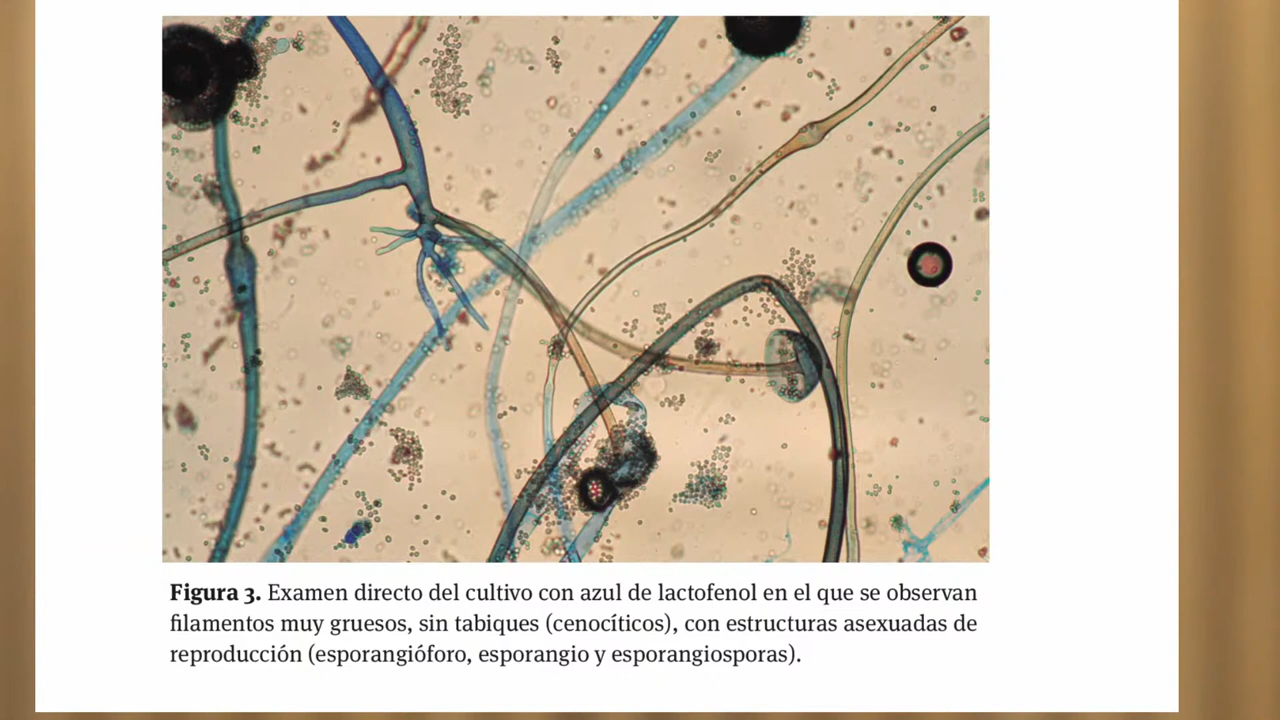 Figura 3. Examen directo del cultivo con azul de lactofenol en el que se observan
filamentos muy gruesos, sin tabiques (cenocíticos), con estructuras asexuadas de
reproducción (esporangióforo, esporangio y esporangiosporas).